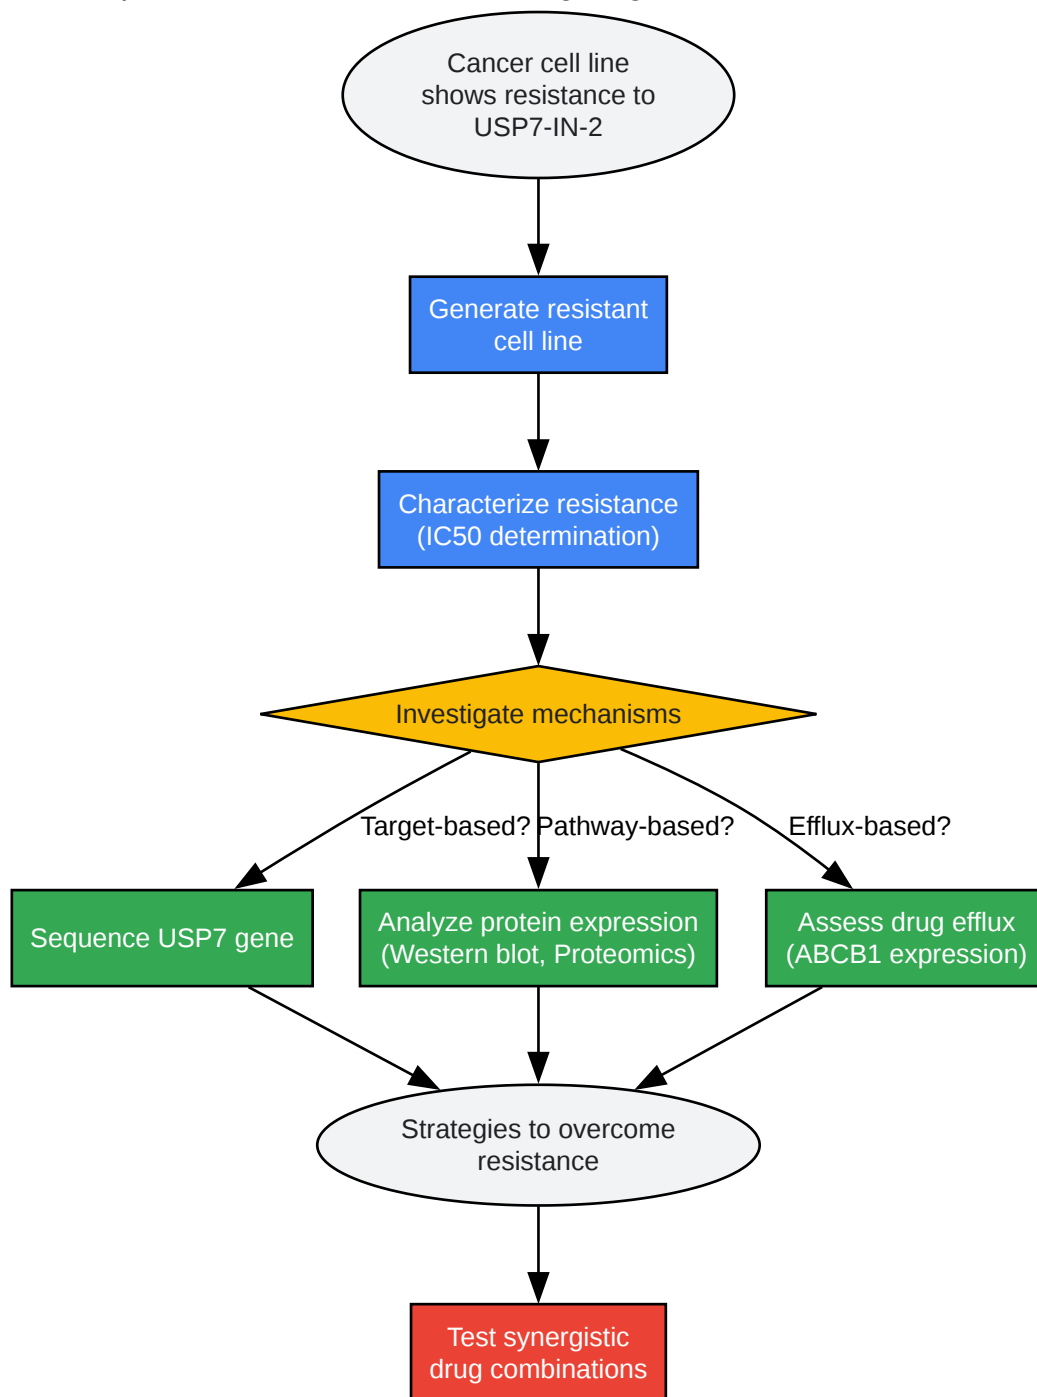 Cancer cell line
shows resistance to
USP7-IN-2
Generate resistant
cell line
Characterize resistance
(IC50 determination)
Investigate mechanisms
Target-based?
Pathway-based?
Efflux-based?
Sequence USP7 gene
Analyze protein expression
(Western blot, Proteomics)
Assess drug efflux
(ABCB1 expression)
Strategies to overcome
resistance
Test synergistic
drug combinations